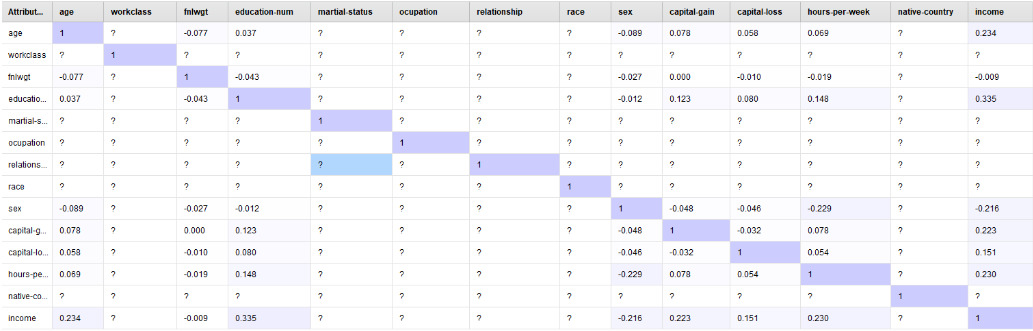 Attribut... age workclass fnlwgt education-num martial-status ocupation relationship race sex capital-gain capital-loss hours-per-week native-country income
age 1 ? -0.077 0.037 ? ? ? ? -0.089 0.078 0.058 0.069 ? 0.234
workclass ? 1 ? ? ? ? ? ? ? ? ? ? ? ?
fnlwgt -0.077 ? 1 -0.043 ? ? ? ? -0.027 0.000 -0.010 -0.019 ? -0.009
educatio... 0.037 ? -0.043 1 ? ? ? ? -0.012 0.123 0.080 0.148 ? 0.335
martial-s... ? ? ? ? 1 ? ? ? ? ? ? ? ? ?
ocupation ? ? ? ? ? 1 ? ? ? ? ? ? ? ?
relations... ? ? ? ? ? ? 1 ? ? ? ? ? ? ?
race ? ? ? ? ? ? ? 1 ? ? ? ? ? ?
sex -0.089 ? -0.027 -0.012 ? ? ? ? 1 -0.048 -0.046 -0.229 ? -0.216
capital-g... 0.078 ? 0.000 0.123 ? ? ? ? -0.048 1 -0.032 0.078 ? 0.223
capital-lo... 0.058 ? -0.010 0.080 ? ? ? ? -0.046 -0.032 1 0.054 ? 0.151
hours-pe... 0.069 ? -0.019 0.148 ? ? ? ? -0.229 0.078 0.054 1 ? 0.230
native-co... ? ? ? ? ? ? ? ? ? ? ? ? 1 ?
income 0.234 ? -0.009 0.335 ? ? ? ? -0.216 0.223 0.151 0.230 ? 1